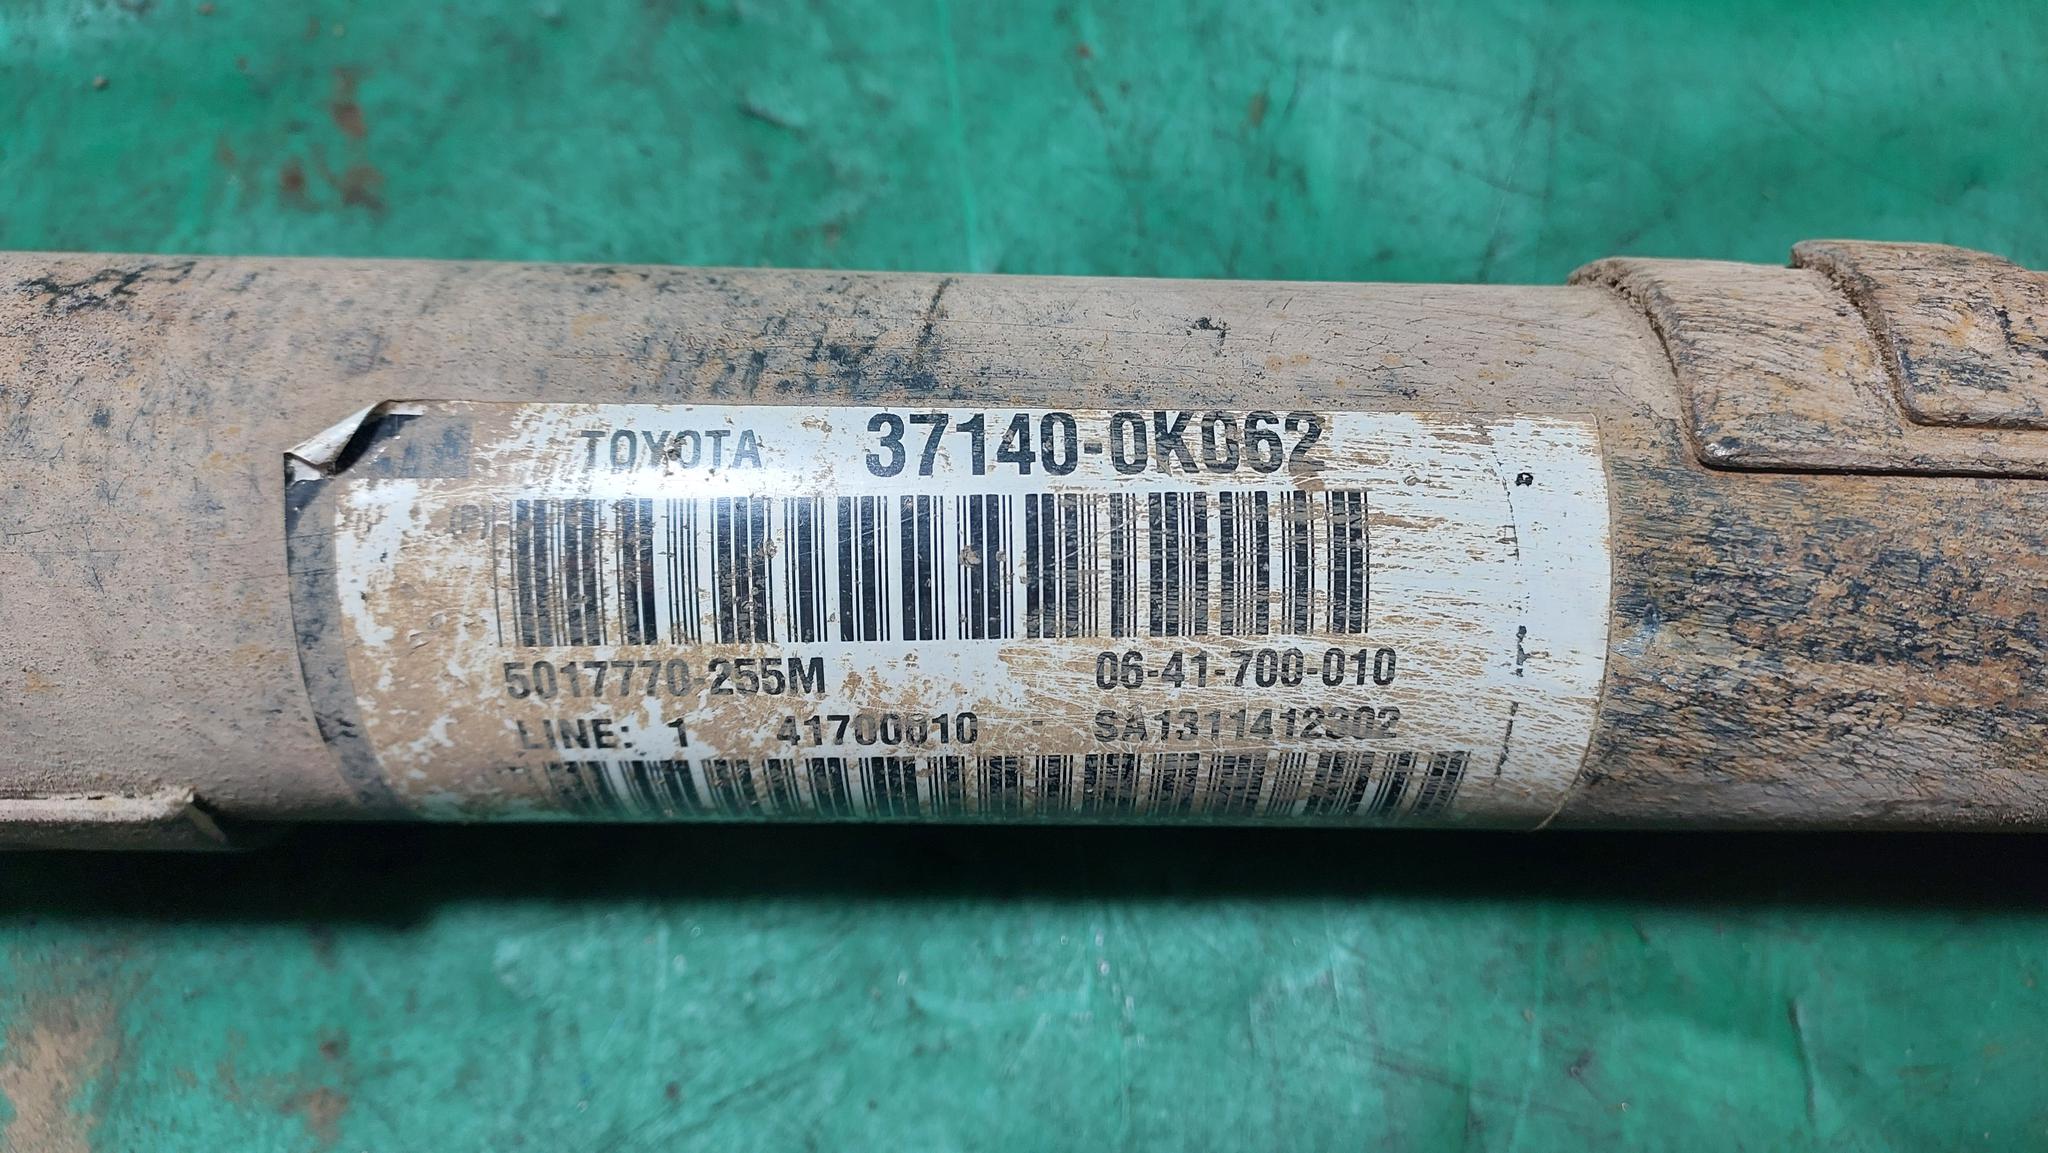 TOYOTA 37140-0K062
5017770-255M 06-41-700-010
LINE: 1 41700010 - SA1311412302